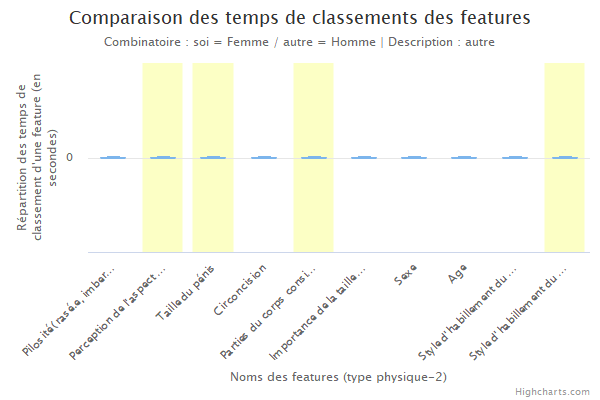 Comparaison des temps de classements des features
Combinatoire : soi = Femme / autre = Homme | Description : autre
Répartition des temps de
classement d'une feature (en
secondes)
0
Pilosité(rasée, imber...
Perception de l'aspect...
Taille du pénis
Circoncision
Parties du corps consi...
Importance de la taille...
Sexe
Age
Style d'habillement du ...
Style d'habillement du ...
Noms des features (type physique-2)
Highcharts.com